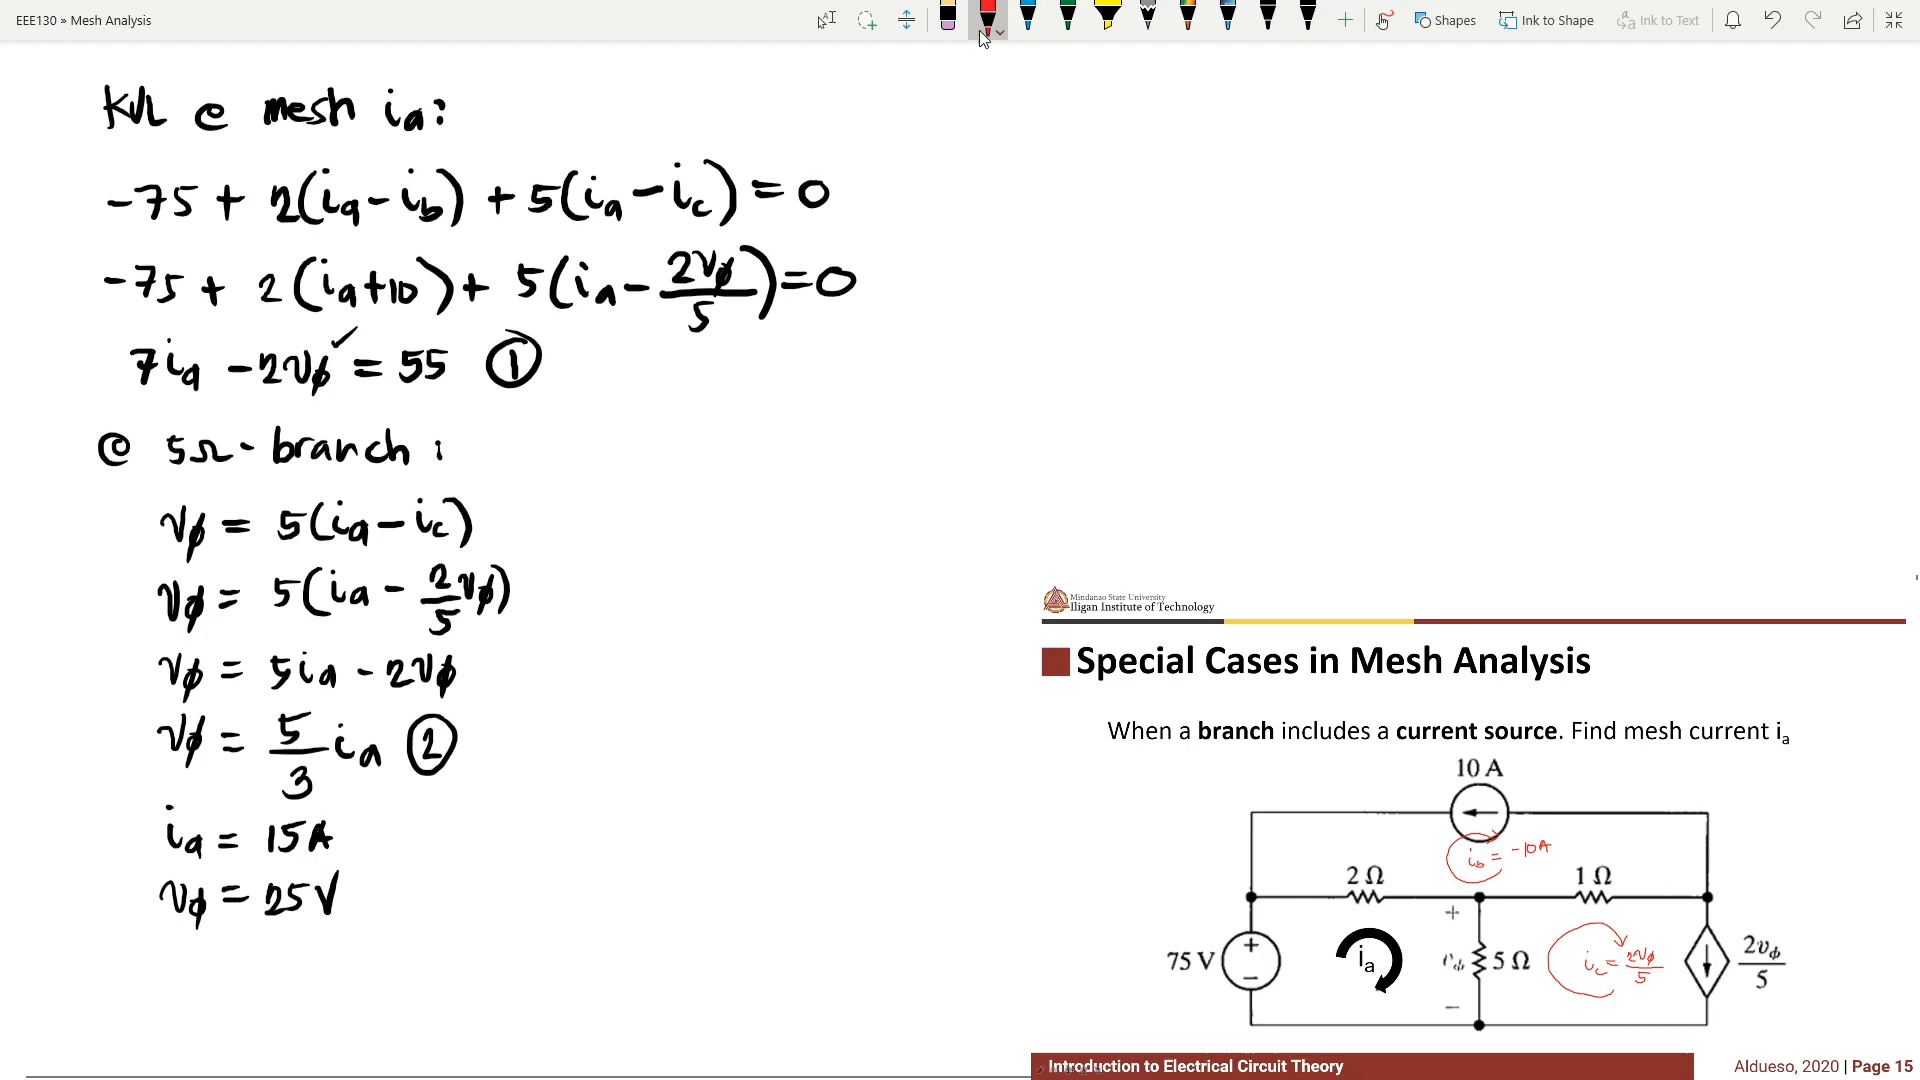 EEE130 » Mesh Analysis
Shapes
Ink to Shape
Ink to Text
KVL @ mesh ia:
-75 + 2(ia - ib) + 5(ia - ic) = 0
-75 + 2(ia+10) + 5(ia - 2vϕ/5) = 0
7ia - 2vϕ ✓ = 55 ①
@ 5Ω - branch :
vϕ = 5(ia - ic)
vϕ = 5(ia - 2/5 vϕ)
vϕ = 5ia - 2vϕ
vϕ = 5/3 ia ②
ia = 15A
vϕ = 25V
Mindanao State University
Iligan Institute of Technology
Special Cases in Mesh Analysis
When a branch includes a current source. Find mesh current ia
10 A
ib = -10A
2 Ω
1 Ω
+
75 V
+
−
ia
vϕ
5 Ω
ic = 2vϕ/5
2vϕ/5
−
Introduction to Electrical Circuit Theory
Aldueso, 2020 | Page 15